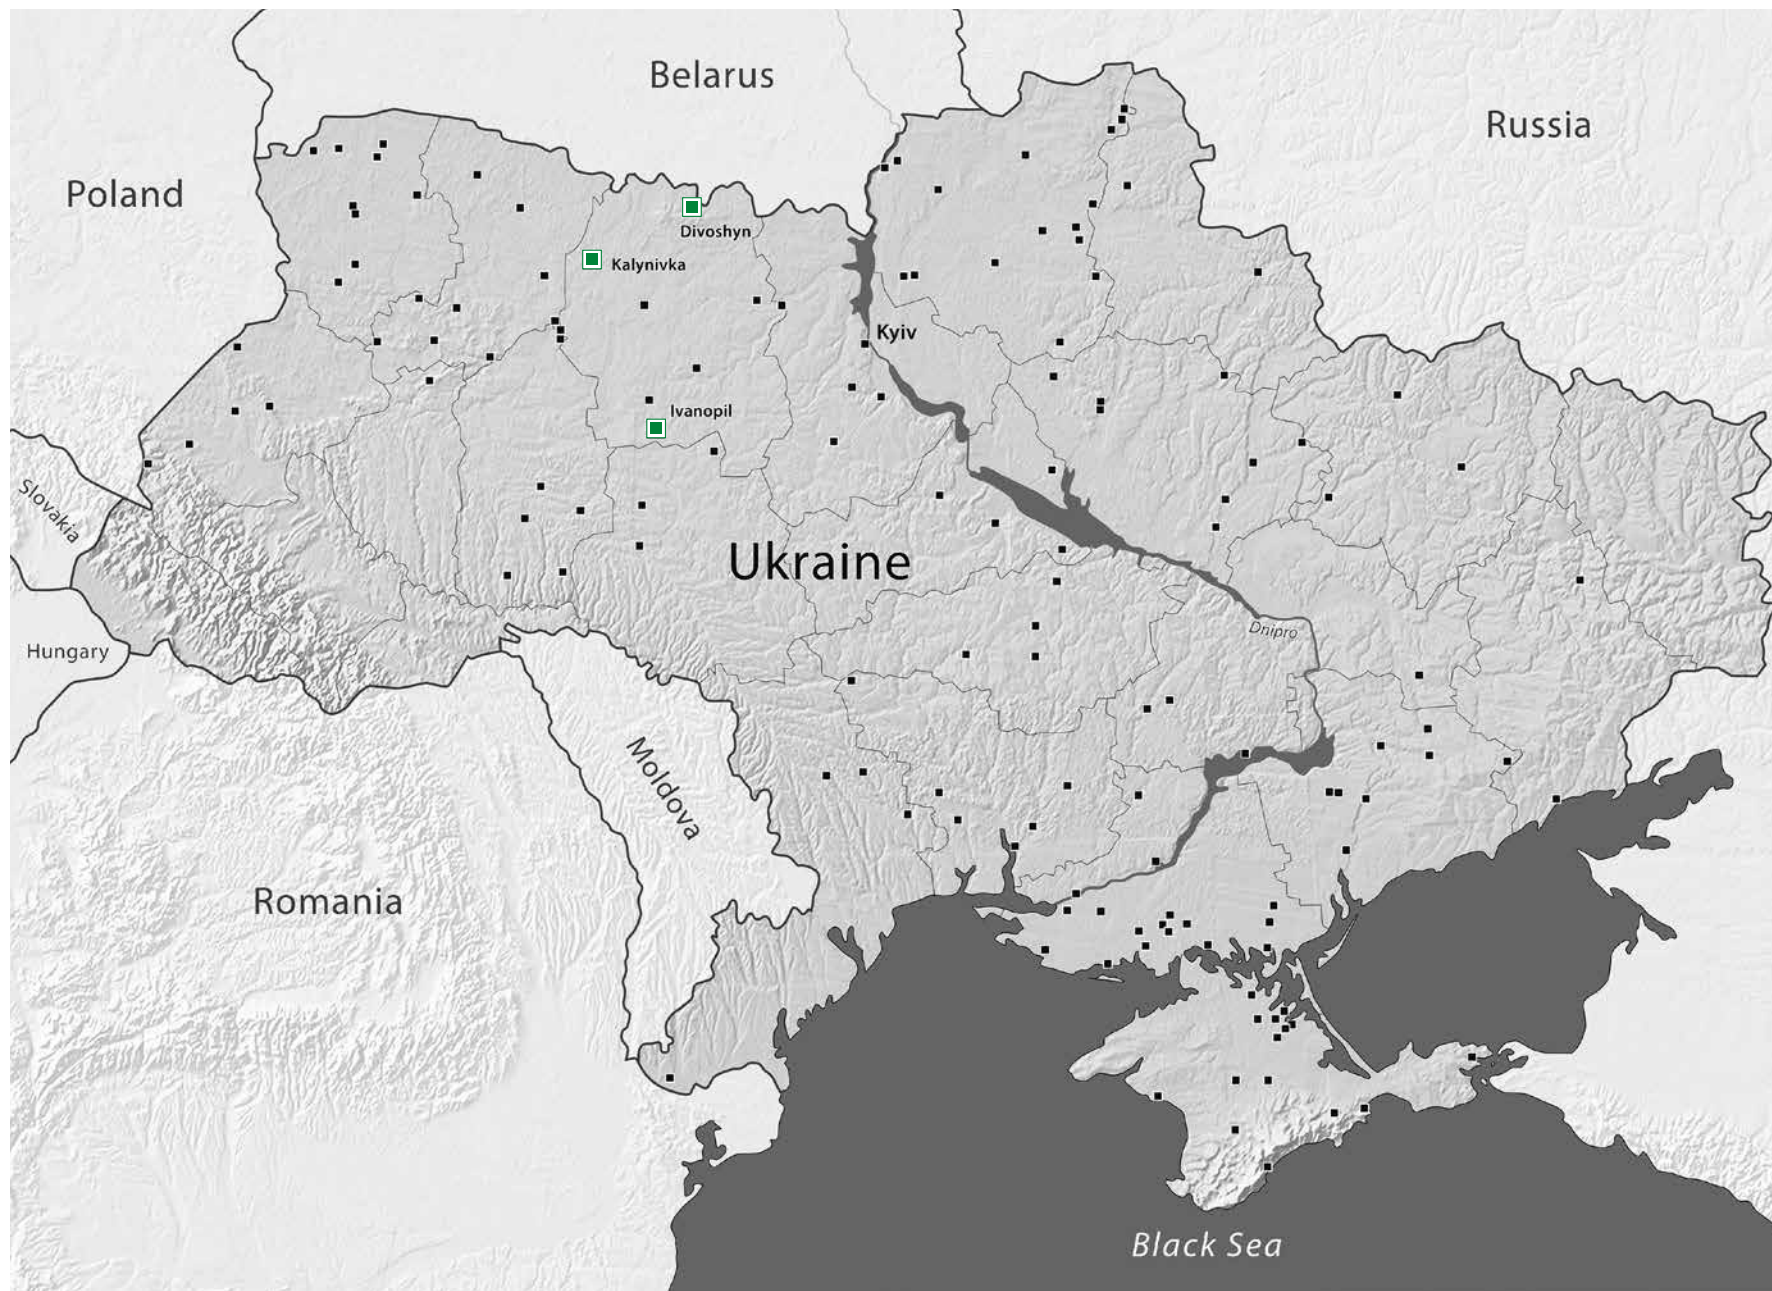 Belarus
Russia
Poland
Divoshyn
Kalynivka
Kyiv
Ivanopil
Slovakia
Ukraine
Dnipro
Hungary
Moldova
Romania
Black Sea